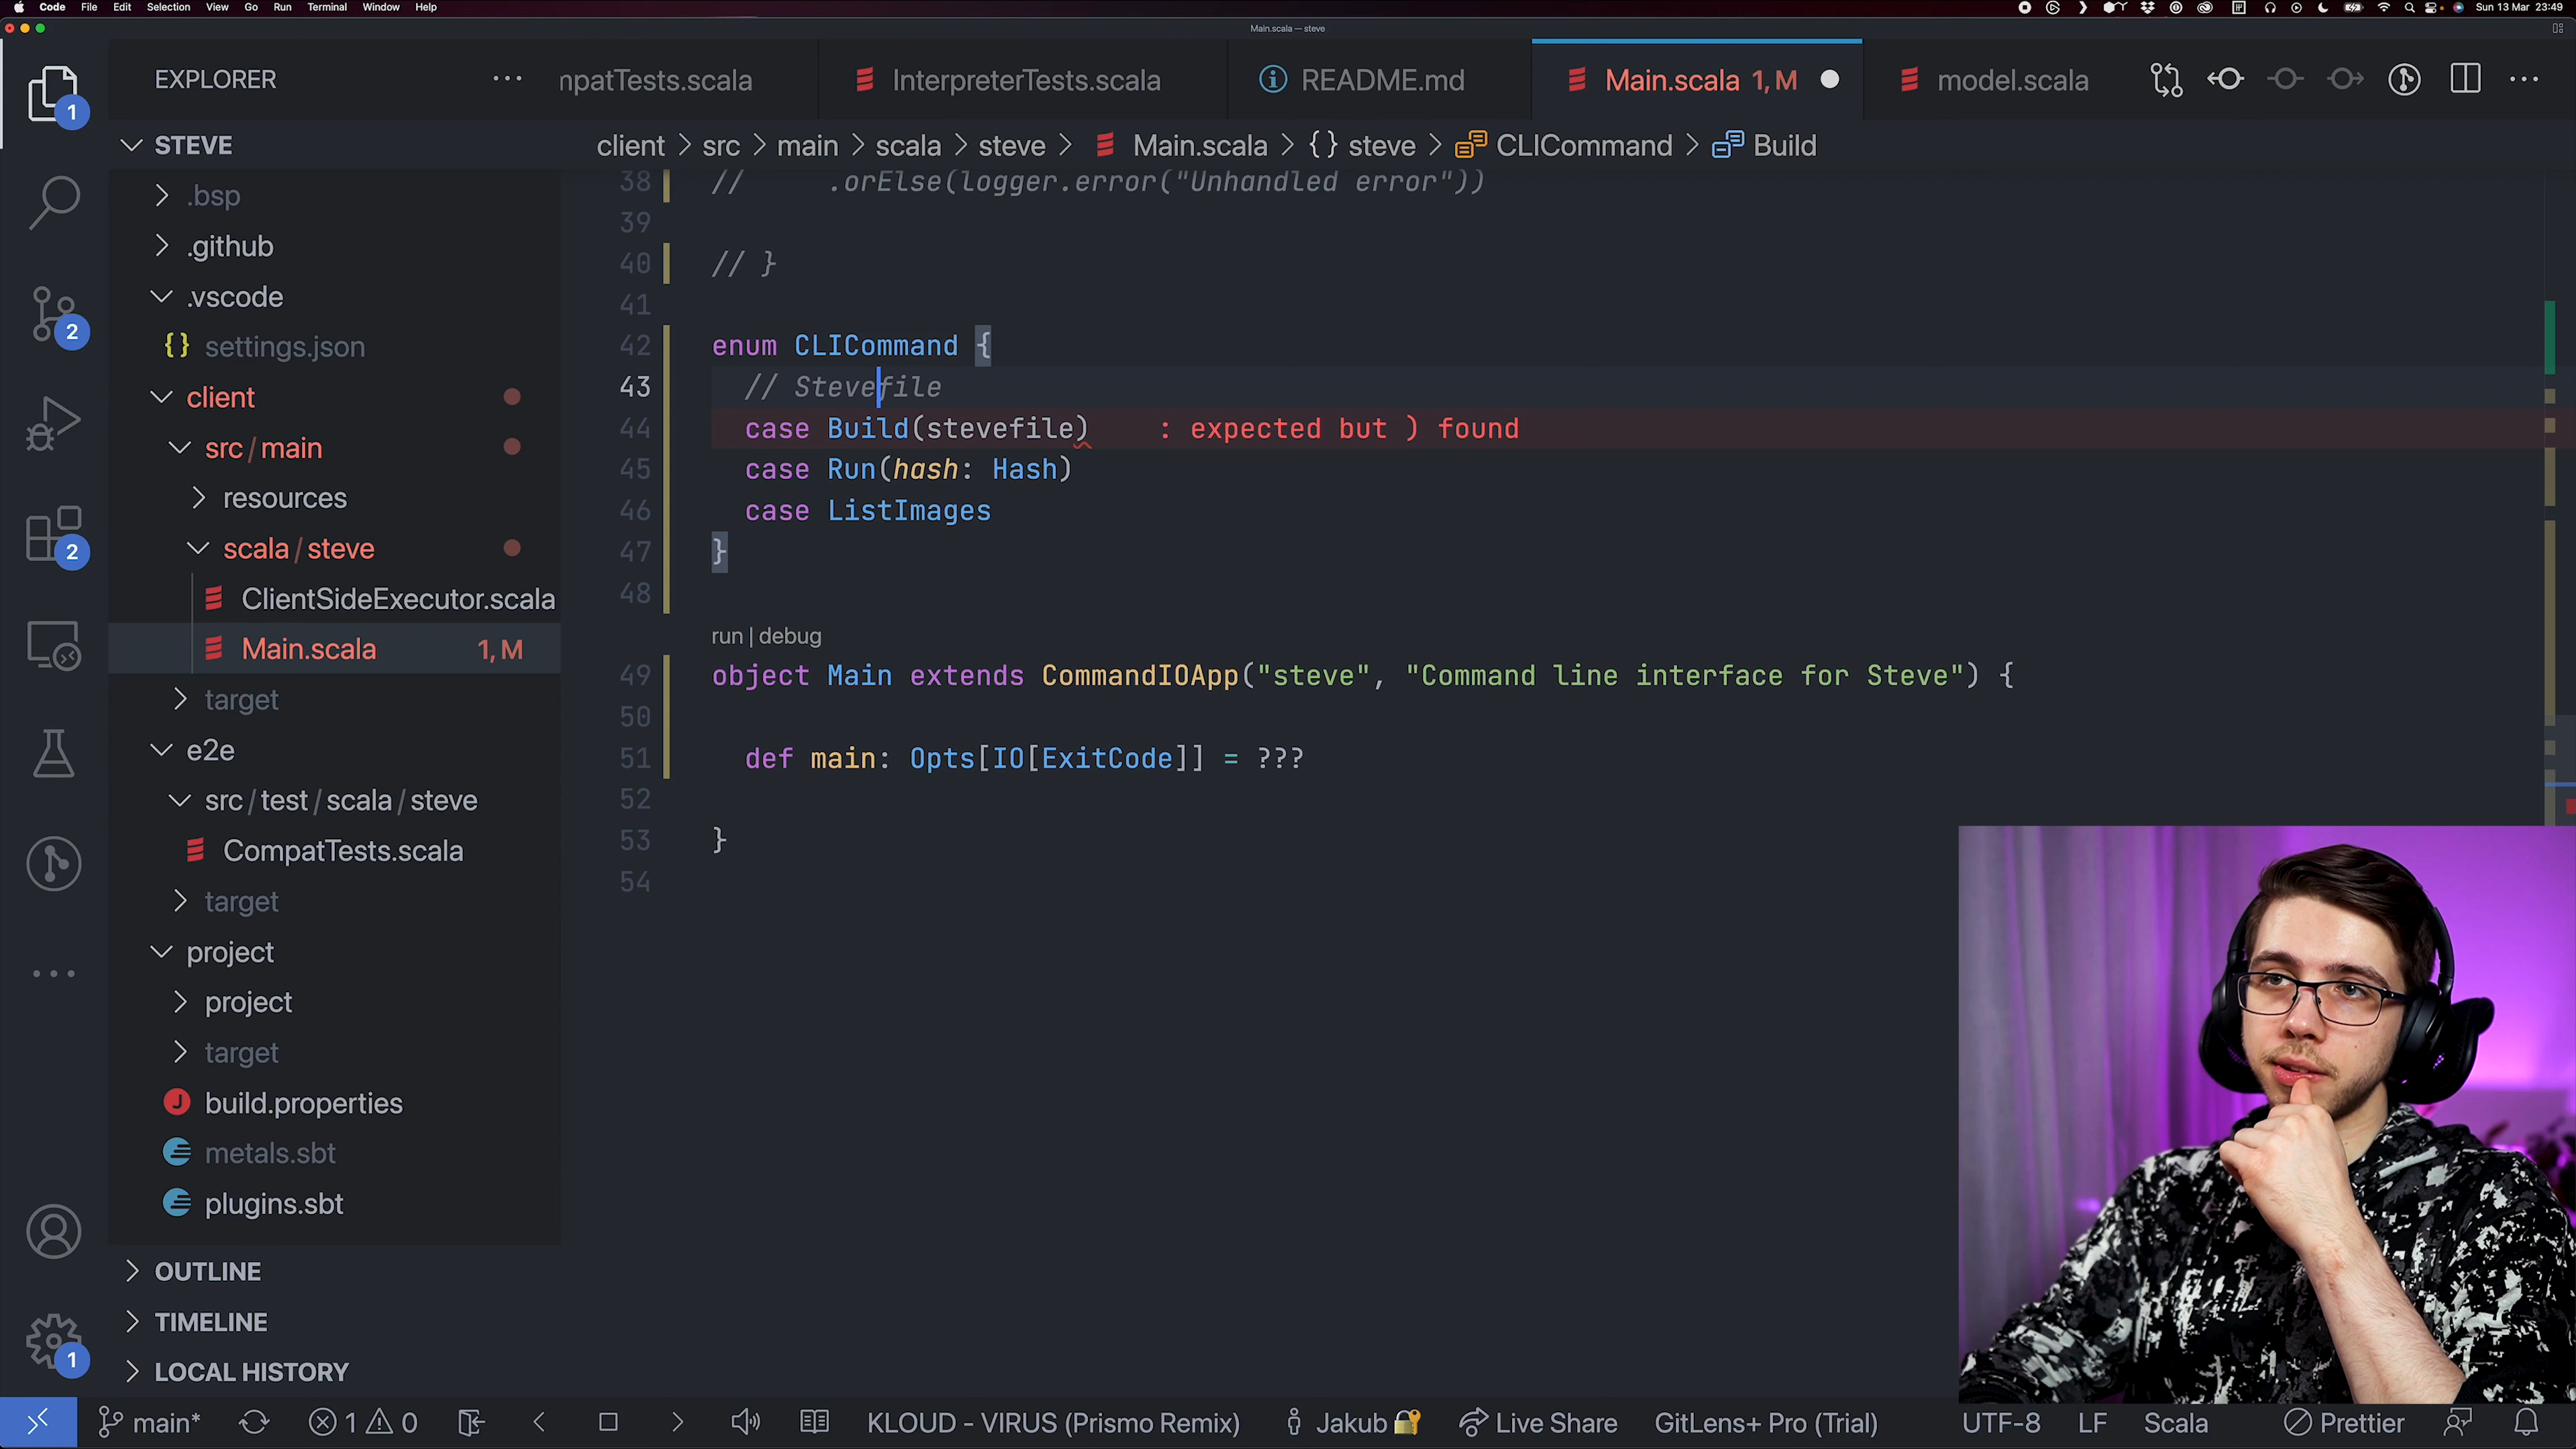 Code File Edit Selection View Go Run Terminal Window Help
Sun 13 Mar 23:49
Main.scala — steve
EXPLORER
npatTests.scala
InterpreterTests.scala
README.md
Main.scala 1, M
model.scala
client > src > main > scala > steve > Main.scala > {} steve > CLICommand > Build
1
2
2
1
STEVE
.bsp
.github
.vscode
{} settings.json
client
src/main
resources
scala/steve
ClientSideExecutor.scala
Main.scala 1, M
target
e2e
src/test/scala/steve
CompatTests.scala
target
project
project
target
build.properties
metals.sbt
plugins.sbt
OUTLINE
TIMELINE
LOCAL HISTORY
38 // .orElse(logger.error("Unhandled error"))
39
40 // }
41
42 enum CLICommand {
43 // Stevefile
44 case Build(stevefile) : expected but ) found
45 case Run(hash: Hash)
46 case ListImages
47 }
48
run | debug
49 object Main extends CommandIOApp("steve", "Command line interface for Steve") {
50
51 def main: Opts[IO[ExitCode]] = ???
52
53 }
54
main* 1 0 KLOUD - VIRUS (Prismo Remix) Jakub Live Share GitLens+ Pro (Trial) UTF-8 LF Scala Prettier